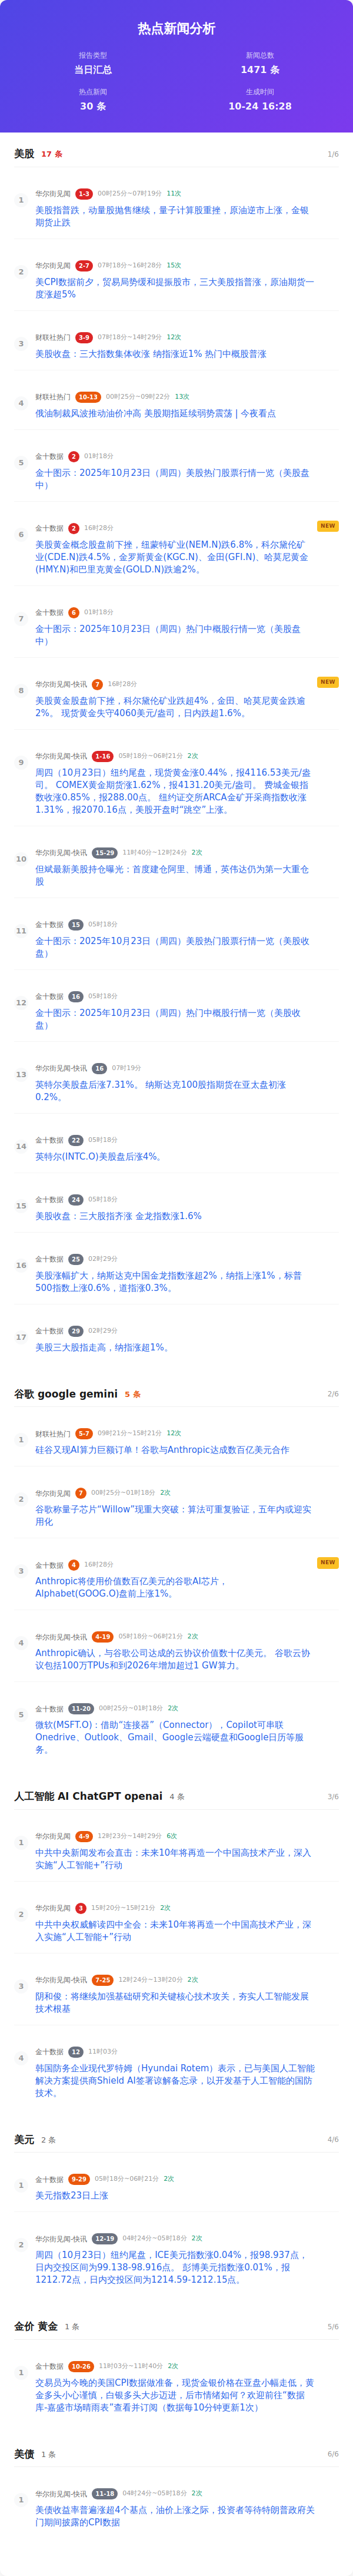 热点新闻分析
报告类型
当日汇总
新闻总数
1471 条
热点新闻
30 条
生成时间
10-24 16:28
美股 17 条 1/6
1 华尔街见闻 1-3 00时25分~07时19分 11次
美股指普跌，动量股抛售继续，量子计算股重挫，原油逆市上涨，金银
期货止跌
2 华尔街见闻 2-7 07时18分~16时28分 15次
美CPI数据前夕，贸易局势缓和提振股市，三大美股指普涨，原油期货一
度涨超5%
3 财联社热门 3-9 07时18分~14时29分 12次
美股收盘：三大指数集体收涨 纳指涨近1% 热门中概股普涨
4 财联社热门 10-13 00时25分~09时22分 13次
俄油制裁风波推动油价冲高 美股期指延续弱势震荡 | 今夜看点
5 金十数据 2 01时18分
金十图示：2025年10月23日（周四）美股热门股票行情一览（美股盘
中）
6 金十数据 2 16时28分 NEW
美股黄金概念股盘前下挫，纽蒙特矿业(NEM.N)跌6.8%，科尔黛伦矿
业(CDE.N)跌4.5%，金罗斯黄金(KGC.N)、金田(GFI.N)、哈莫尼黄金
(HMY.N)和巴里克黄金(GOLD.N)跌逾2%。
7 金十数据 6 01时18分
金十图示：2025年10月23日（周四）热门中概股行情一览（美股盘
中）
8 华尔街见闻-快讯 7 16时28分 NEW
美股黄金股盘前下挫，科尔黛伦矿业跌超4%，金田、哈莫尼黄金跌逾
2%。 现货黄金失守4060美元/盎司，日内跌超1.6%。
9 华尔街见闻-快讯 1-16 05时18分~06时21分 2次
周四（10月23日）纽约尾盘，现货黄金涨0.44%，报4116.53美元/盎
司。 COMEX黄金期货涨1.62%，报4131.20美元/盎司。 费城金银指
数收涨0.85%，报288.00点。 纽约证交所ARCA金矿开采商指数收涨
1.31%，报2070.16点，美股开盘时“跳空”上涨。
10 华尔街见闻-快讯 15-29 11时40分~12时24分 2次
但斌最新美股持仓曝光：首度建仓阿里、博通，英伟达仍为第一大重仓
股
11 金十数据 15 05时18分
金十图示：2025年10月23日（周四）美股热门股票行情一览（美股收
盘）
12 金十数据 16 05时18分
金十图示：2025年10月23日（周四）热门中概股行情一览（美股收
盘）
13 华尔街见闻-快讯 16 07时19分
英特尔美股盘后涨7.31%。 纳斯达克100股指期货在亚太盘初涨
0.2%。
14 金十数据 22 05时18分
英特尔(INTC.O)美股盘后涨4%。
15 金十数据 24 05时18分
美股收盘：三大股指齐涨 金龙指数涨1.6%
16 金十数据 25 02时29分
美股涨幅扩大，纳斯达克中国金龙指数涨超2%，纳指上涨1%，标普
500指数上涨0.6%，道指涨0.3%。
17 金十数据 29 02时29分
美股三大股指走高，纳指涨超1%。
谷歌 google gemini 5 条 2/6
1 财联社热门 5-7 09时21分~15时21分 12次
硅谷又现AI算力巨额订单！谷歌与Anthropic达成数百亿美元合作
2 华尔街见闻 7 00时25分~01时18分 2次
谷歌称量子芯片“Willow”现重大突破：算法可重复验证，五年内或迎实
用化
3 金十数据 4 16时28分 NEW
Anthropic将使用价值数百亿美元的谷歌AI芯片，
Alphabet(GOOG.O)盘前上涨1%。
4 华尔街见闻-快讯 4-19 05时18分~06时21分 2次
Anthropic确认，与谷歌公司达成的云协议价值数十亿美元。 谷歌云协
议包括100万TPUs和到2026年增加超过1 GW算力。
5 金十数据 11-20 00时25分~01时18分 2次
微软(MSFT.O)：借助“连接器”（Connector），Copilot可串联
Onedrive、Outlook、Gmail、Google云端硬盘和Google日历等服
务。
人工智能 AI ChatGPT openai 4 条 3/6
1 华尔街见闻 4-9 12时23分~14时29分 6次
中共中央新闻发布会直击：未来10年将再造一个中国高技术产业，深入
实施“人工智能+”行动
2 华尔街见闻 3 15时20分~15时21分 2次
中共中央权威解读四中全会：未来10年将再造一个中国高技术产业，深
入实施“人工智能+”行动
3 华尔街见闻-快讯 7-25 12时24分~13时20分 2次
阴和俊：将继续加强基础研究和关键核心技术攻关，夯实人工智能发展
技术根基
4 金十数据 12 11时03分
韩国防务企业现代罗特姆（Hyundai Rotem）表示，已与美国人工智能
解决方案提供商Shield AI签署谅解备忘录，以开发基于人工智能的国防
技术。
美元 2 条 4/6
1 金十数据 9-29 05时18分~06时21分 2次
美元指数23日上涨
2 华尔街见闻-快讯 12-19 04时24分~05时18分 2次
周四（10月23日）纽约尾盘，ICE美元指数涨0.04%，报98.937点，
日内交投区间为99.138-98.916点。 彭博美元指数涨0.01%，报
1212.72点，日内交投区间为1214.59-1212.15点。
金价 黄金 1 条 5/6
1 金十数据 10-26 11时03分~11时40分 2次
交易员为今晚的美国CPI数据做准备，现货金银价格在亚盘小幅走低，黄
金多头小心谨慎，白银多头大步迈进，后市情绪如何？欢迎前往“数据
库-嘉盛市场晴雨表”查看并订阅（数据每10分钟更新1次）
美债 1 条 6/6
1 华尔街见闻-快讯 11-18 04时24分~05时18分 2次
美债收益率普遍涨超4个基点，油价上涨之际，投资者等待特朗普政府关
门期间披露的CPI数据